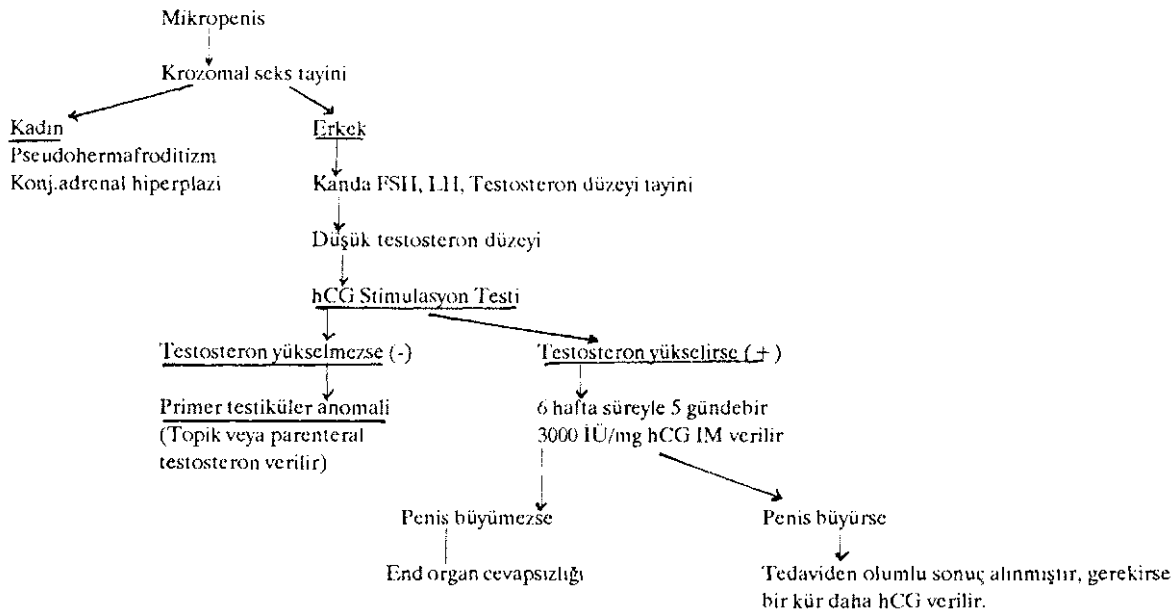 Mikropenis
Krozomal seks tayini
Kadın
Pseudohermafroditizm
Konj.adrenal hiperplazi
Erkek
Kanda FSH, LH, Testosteron düzeyi tayini
Düşük testosteron düzeyi
hCG Stimulasyon Testi
Testosteron yükselmezse (-)
Primer testiküler anomali
(Topik veya parenteral
testosteron verilir)
Testosteron yükselirse (+)
6 hafta süreyle 5 gündebir
3000 İÜ/mg hCG IM verilir
Penis büyümezse
End organ cevapsızlığı
Penis büyürse
Tedaviden olumlu sonuç alınmıştır, gerekirse
bir kür daha hCG verilir.